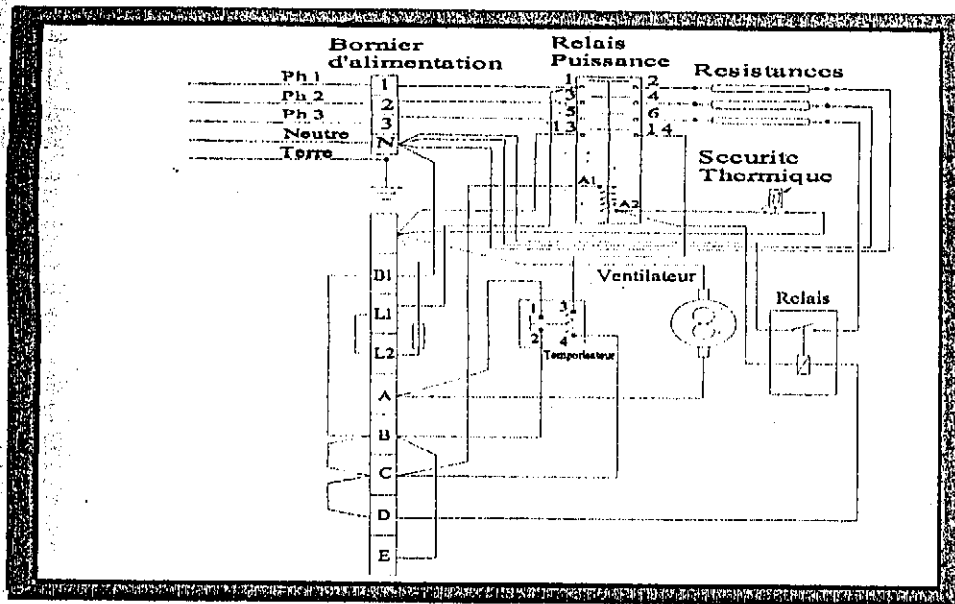 Bornier
d'alimentation
Relais
Puissance
Resistances
Ph 1
Ph 2
Ph 3
Neutre
Terre
1
2
3
N
1
3
5
13
2
4
6
14
Securite
Thermique
A1
A2
B1
L1
L2
A
B
C
D
E
Ventilateur
Relais
1
3
2
4
Temporisateur